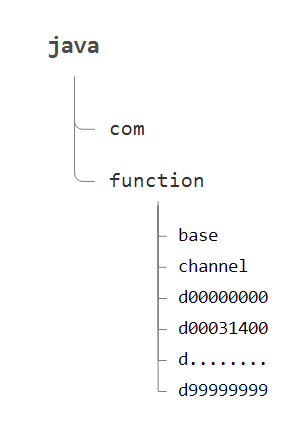 java
com
function
base
channel
d00000000
d00031400
d........
d99999999